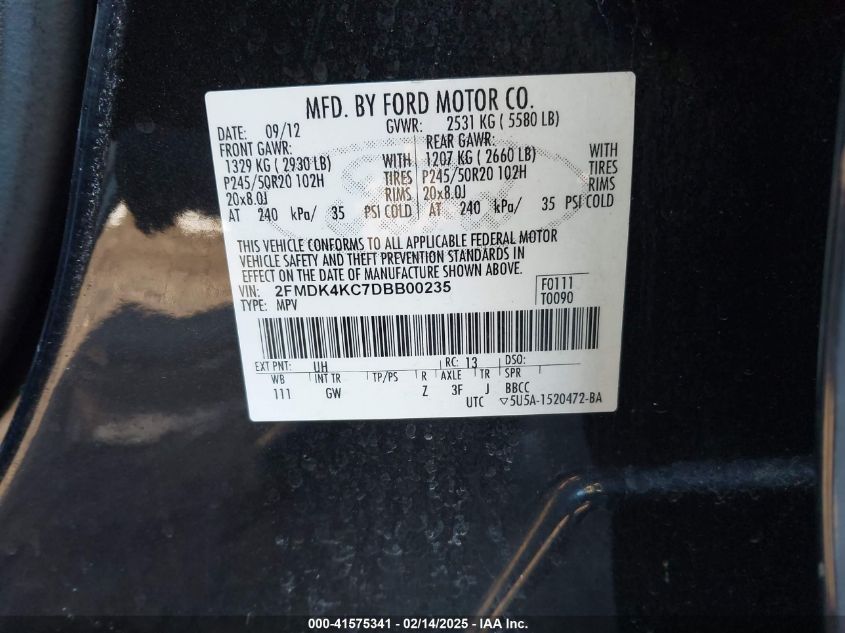 MFD. BY FORD MOTOR CO.
DATE: 09/12 GVWR: 2531 KG ( 5580 LB)
FRONT GAWR: REAR GAWR:
1329 KG ( 2930 LB) WITH 1207 KG ( 2660 LB) WITH
P245/50R20 102H TIRES P245/50R20 102H TIRES
20x8.0J RIMS 20x8.0J RIMS
AT 240 kPa/ 35 PSI COLD AT 240 kPa/ 35 PSI COLD
THIS VEHICLE CONFORMS TO ALL APPLICABLE FEDERAL MOTOR
VEHICLE SAFETY AND THEFT PREVENTION STANDARDS IN
EFFECT ON THE DATE OF MANUFACTURE SHOWN ABOVE.
VIN: 2FMDK4KC7DBB00235 F0111
TYPE: MPV T0090
EXT PNT: UH RC: 13 DSO:
WB INT TR TP/PS R AXLE TR SPR
111 GW Z 3F J BBCC
UTC ▽5U5A-1520472-BA
000-41575341 - 02/14/2025 - IAA Inc.